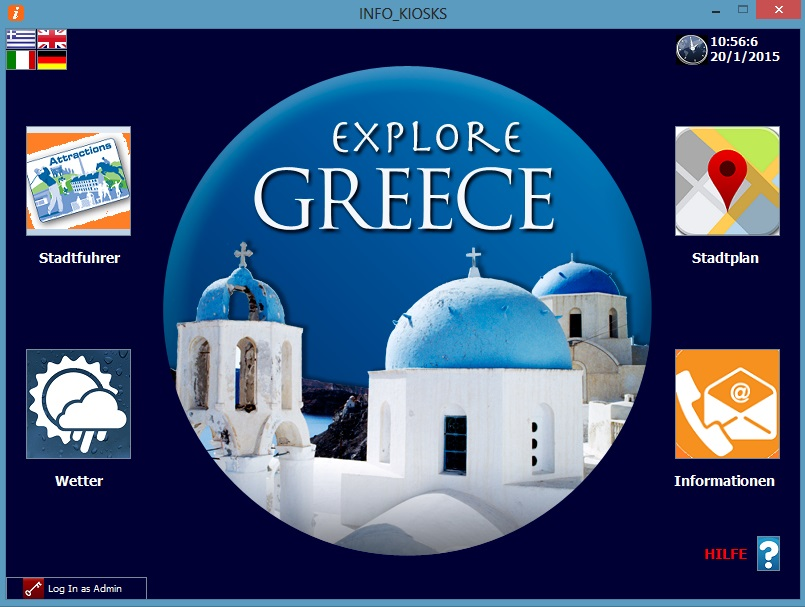 INFO_KIOSKS
10:56:6
20/1/2015
EXPLORE
GREECE
Attractions
Stadtfuhrer
Stadtplan
@
Wetter
Informationen
HILFE ?
Log In as Admin